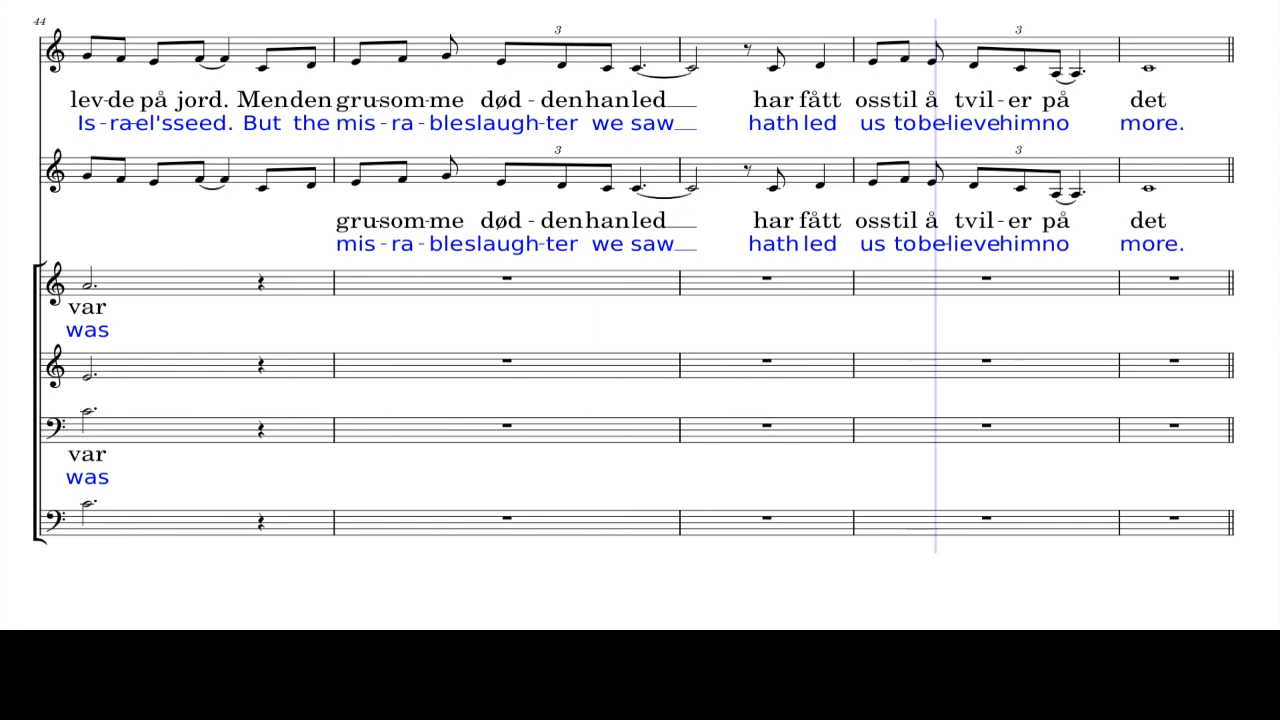 44
3 3
lev-de på jord. Men den gru-som-me død-den han led__ har fått oss til å tvil-er på det
Is-ra-el's seed. But the mis-ra-ble slaugh-ter we saw__ hath led us to be-lieve him no more.
3 3
gru-som-me død-den han led__ har fått oss til å tvil-er på det
mis-ra-ble slaugh-ter we saw__ hath led us to be-lieve him no more.
var
was
var
was